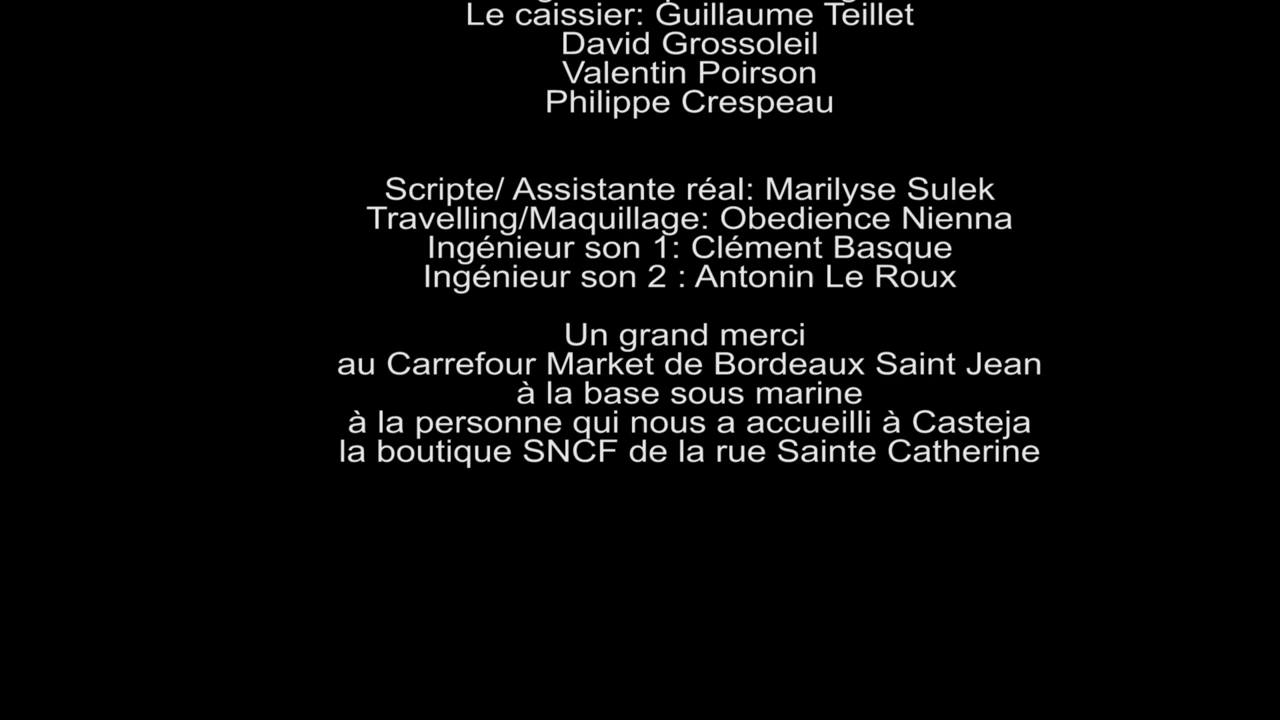 Le caissier: Guillaume Teillet
David Grossoleil
Valentin Poirson
Philippe Crespeau
Scripte/ Assistante réal: Marilyse Sulek
Travelling/Maquillage: Obedience Nienna
Ingénieur son 1: Clément Basque
Ingénieur son 2 : Antonin Le Roux
Un grand merci
au Carrefour Market de Bordeaux Saint Jean
à la base sous marine
à la personne qui nous a accueilli à Casteja
la boutique SNCF de la rue Sainte Catherine